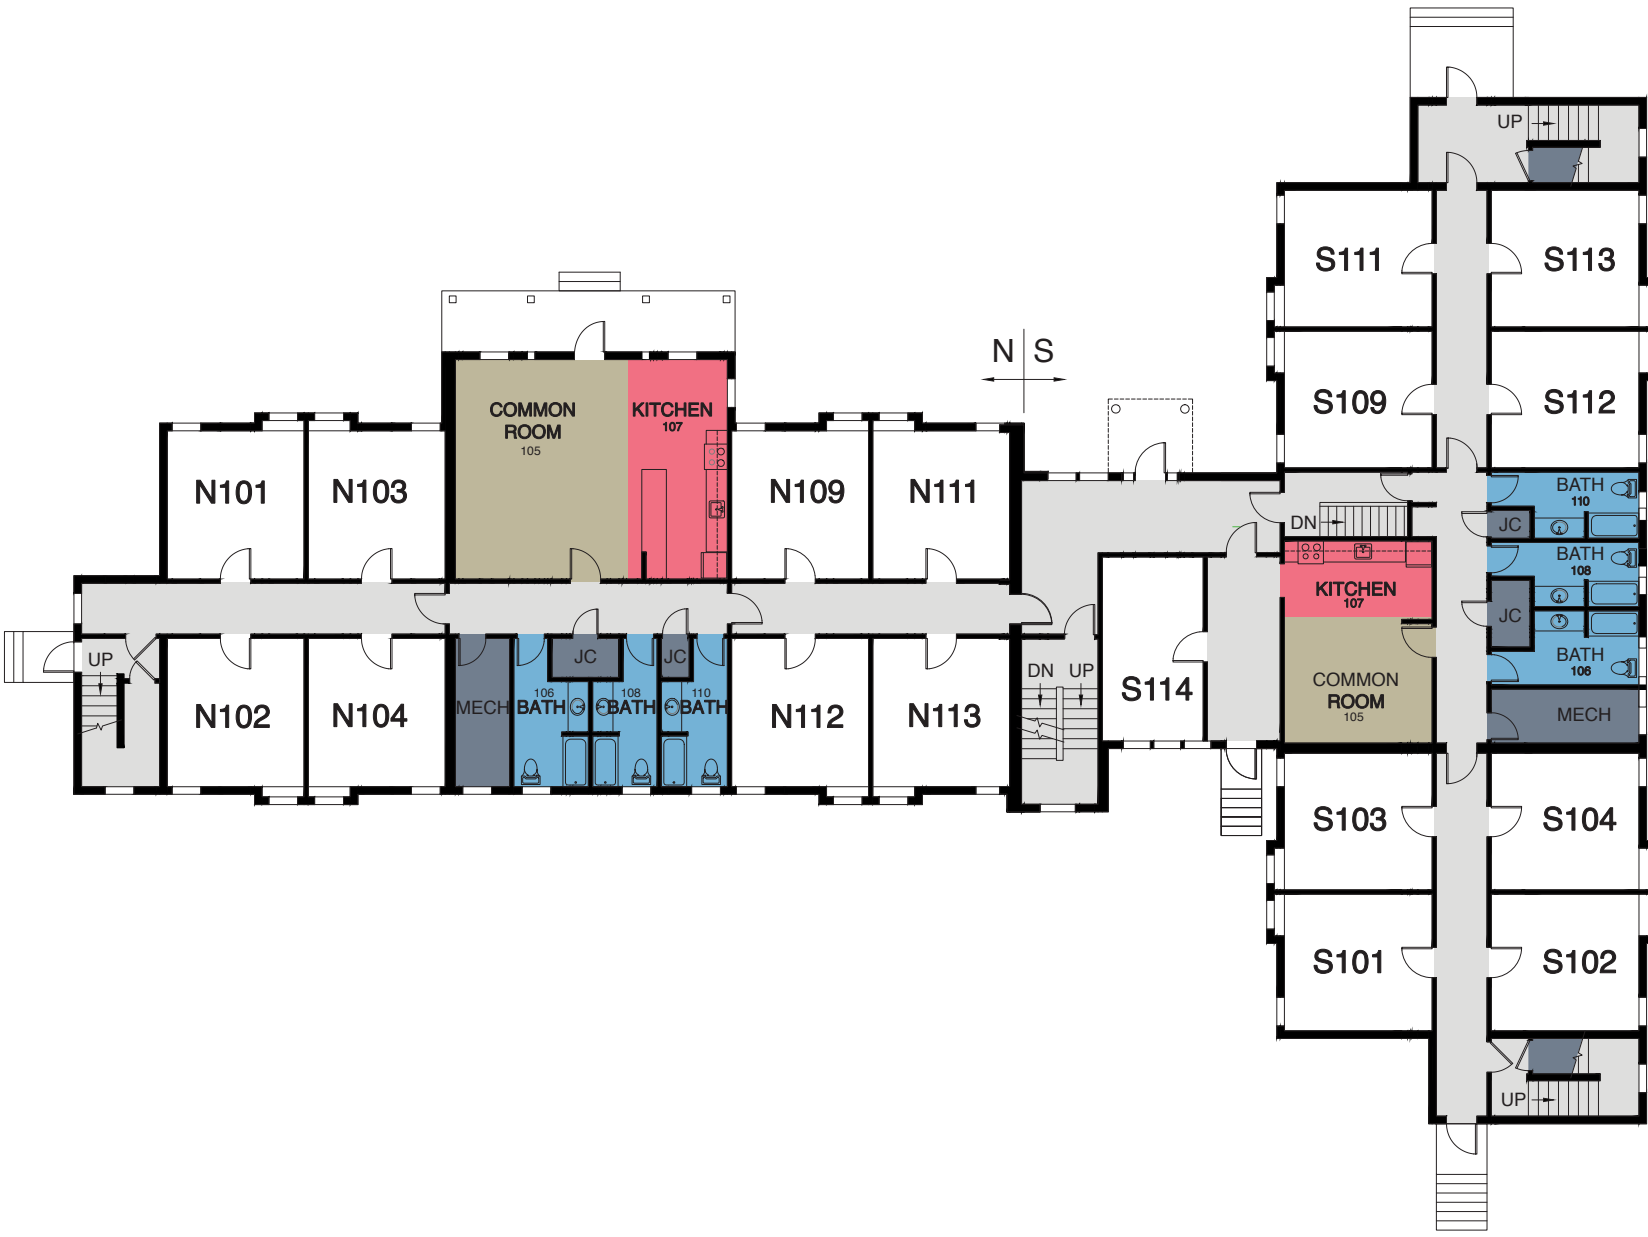 UP
S111
S113
N S
COMMON
ROOM
105
KITCHEN
107
S109
S112
N101
N103
N109
N111
BATH
110
DN
JC
BATH
108
KITCHEN
107
JC
UP
JC
JC
DN
UP
BATH
106
S114
COMMON
ROOM
105
MECH
N102
N104
MECH
106
BATH
108
BATH
110
BATH
N112
N113
S103
S104
S101
S102
UP